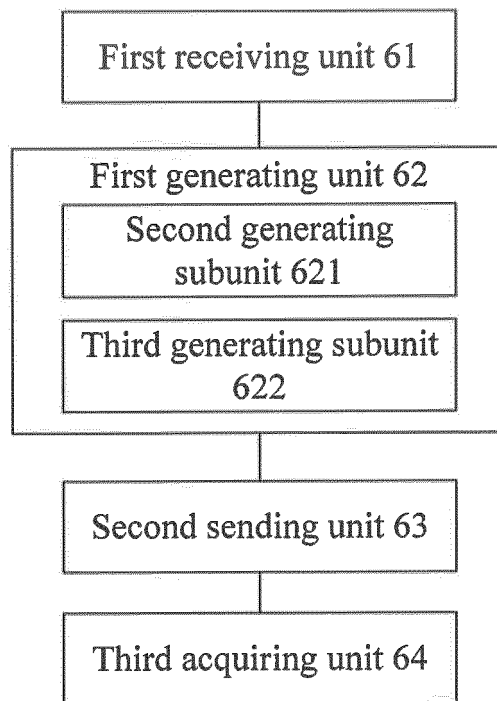 First receiving unit 61
First generating unit 62
Second generating
subunit 621
Third generating subunit
622
Second sending unit 63
Third acquiring unit 64